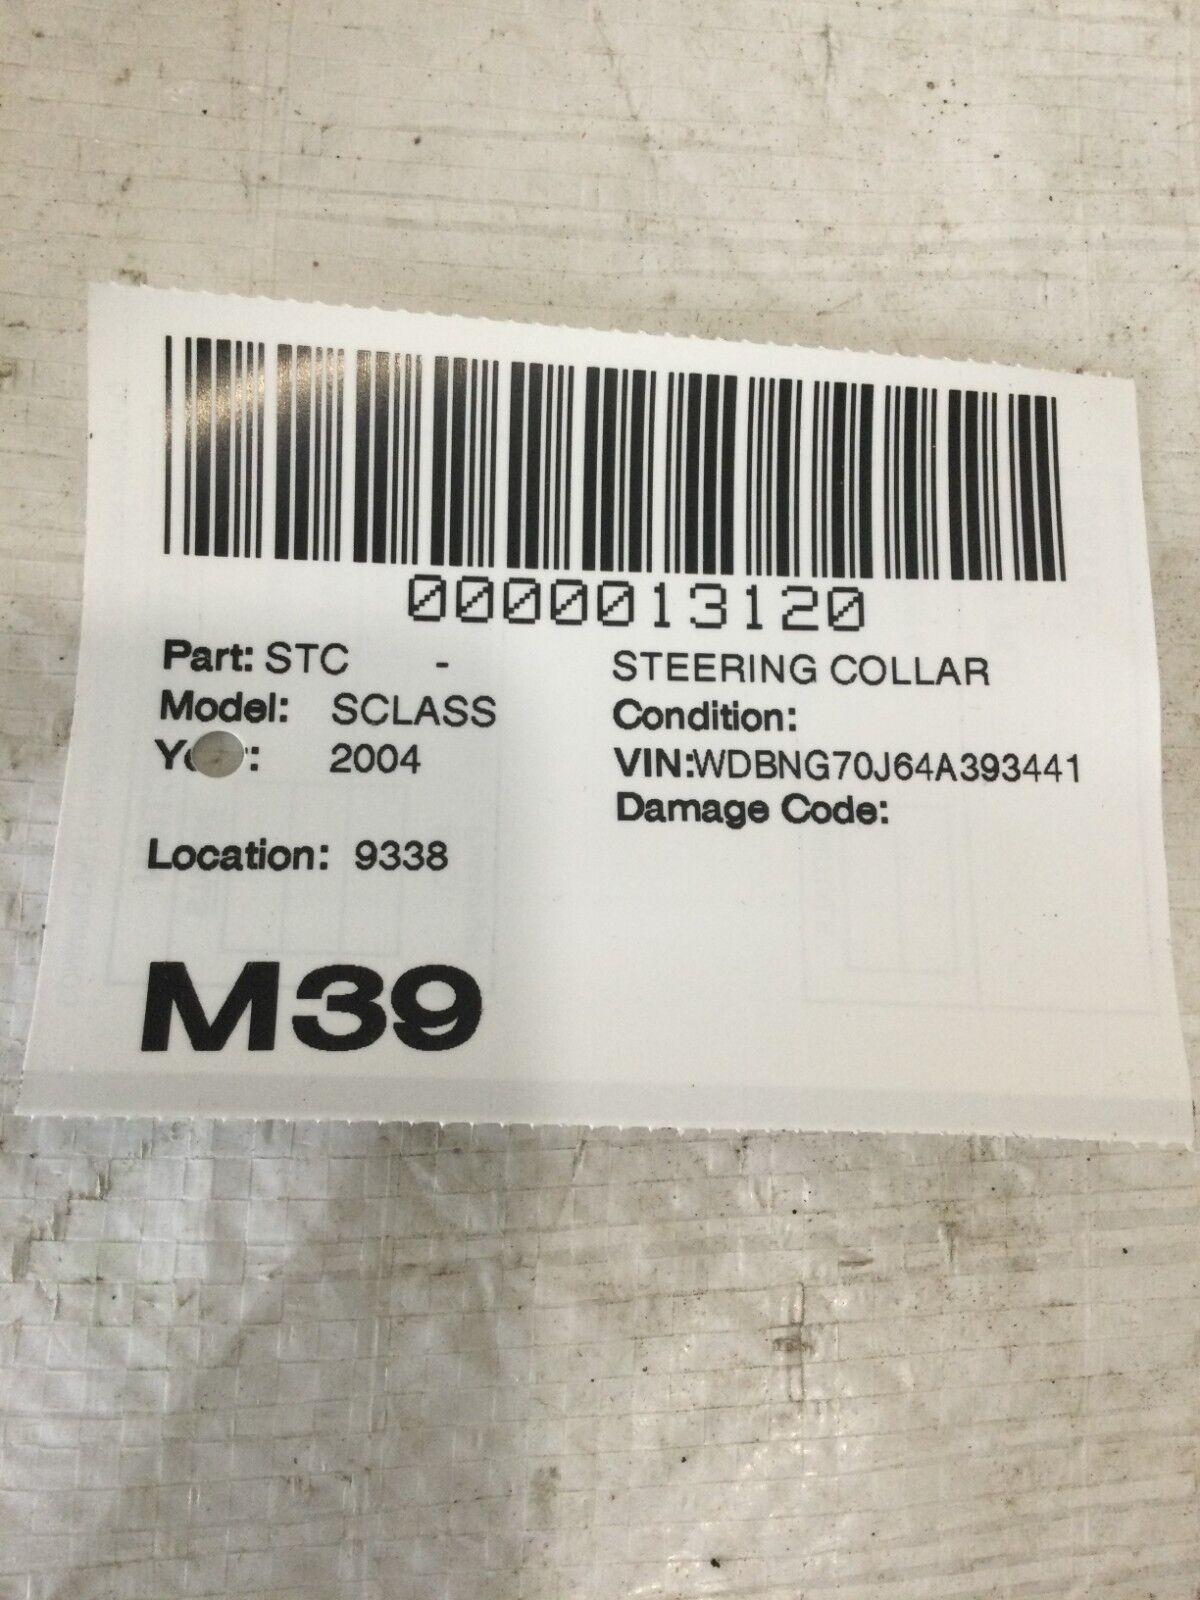 0000013120
Part: STC - STEERING COLLAR
Model: SCLASS Condition:
2004 VIN:WDBNG70J64A393441
Damage Code:
Location: 9338
M39